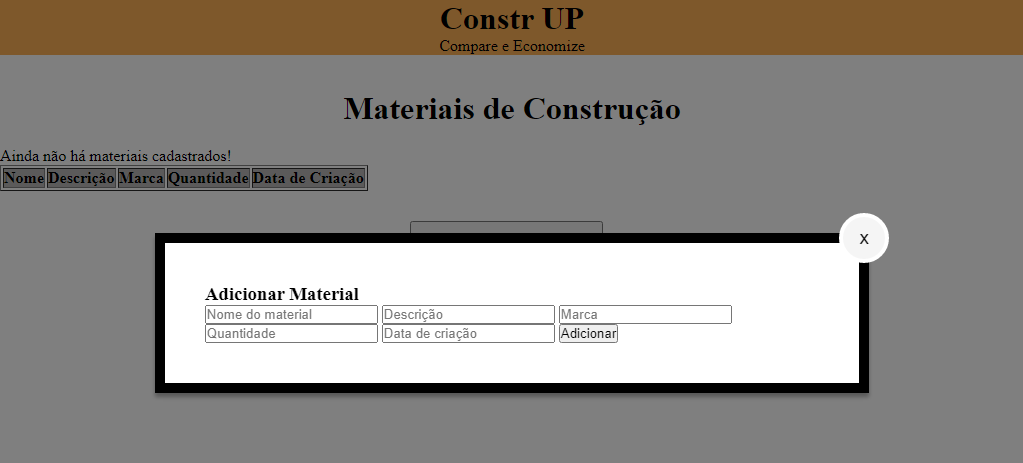 Constr UP
Compare e Economize
Materiais de Construção
Ainda não há materiais cadastrados!
Nome Descrição Marca Quantidade Data de Criação
x
Adicionar Material
Nome do material Descrição Marca
Quantidade Data de criação Adicionar